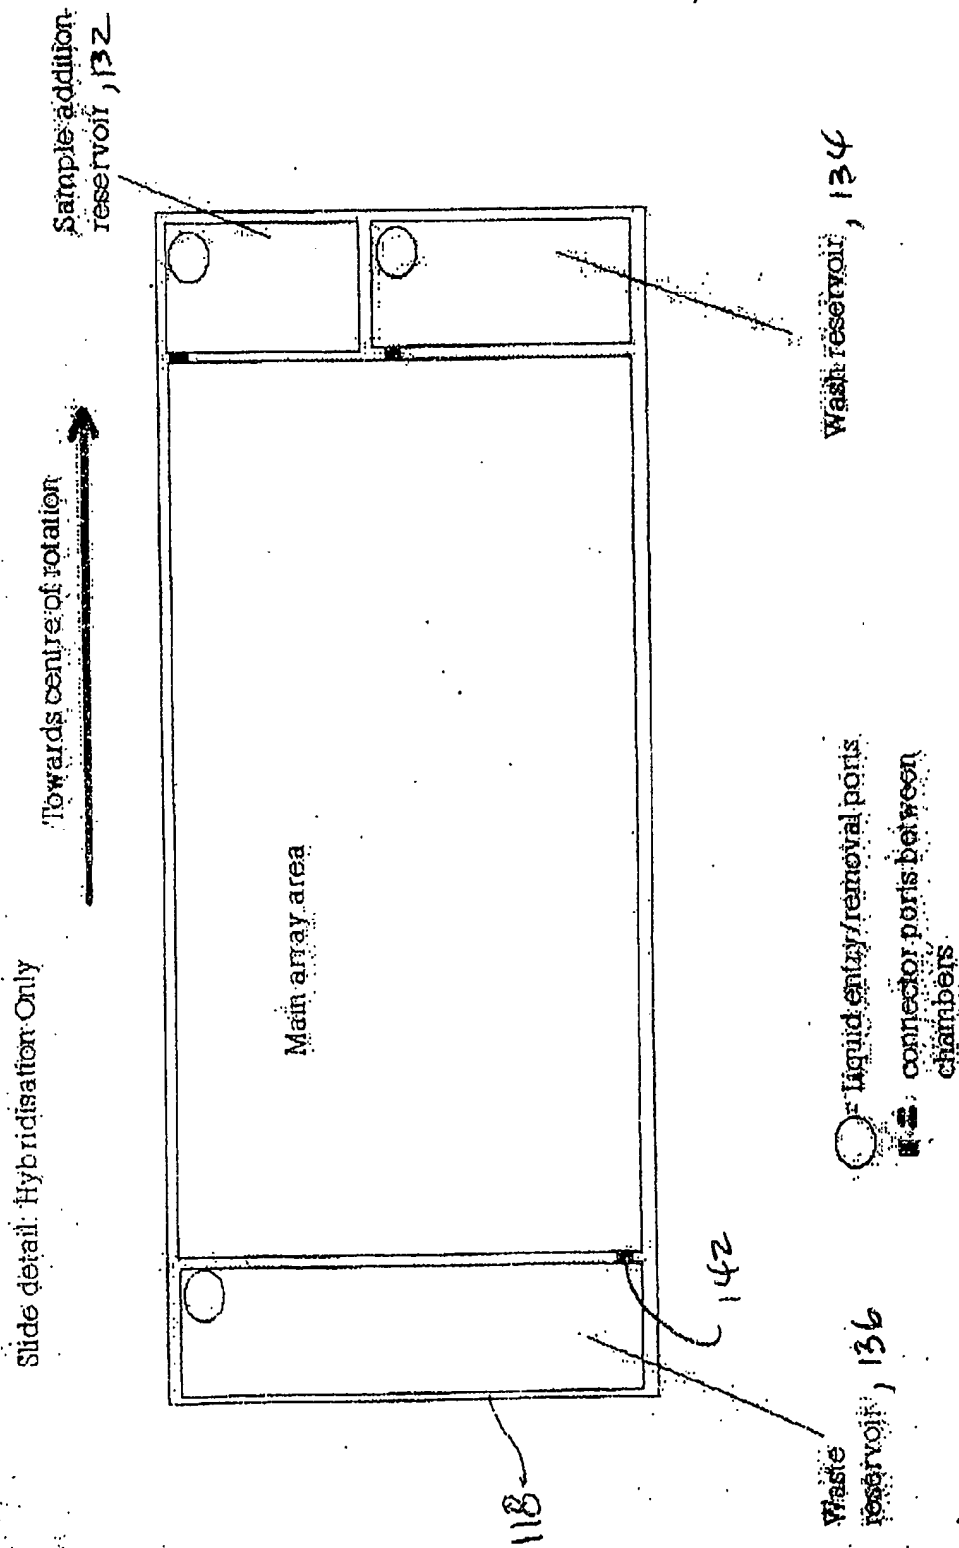 Slide detail: Hybridisation Only
Towards centre of rotation
Sample addition
reservoir, 132
Main array area
118
142
Waste
reservoir, 136
Wash reservoir, 134
= Liquid entry/removal ports
: connector ports between
chambers